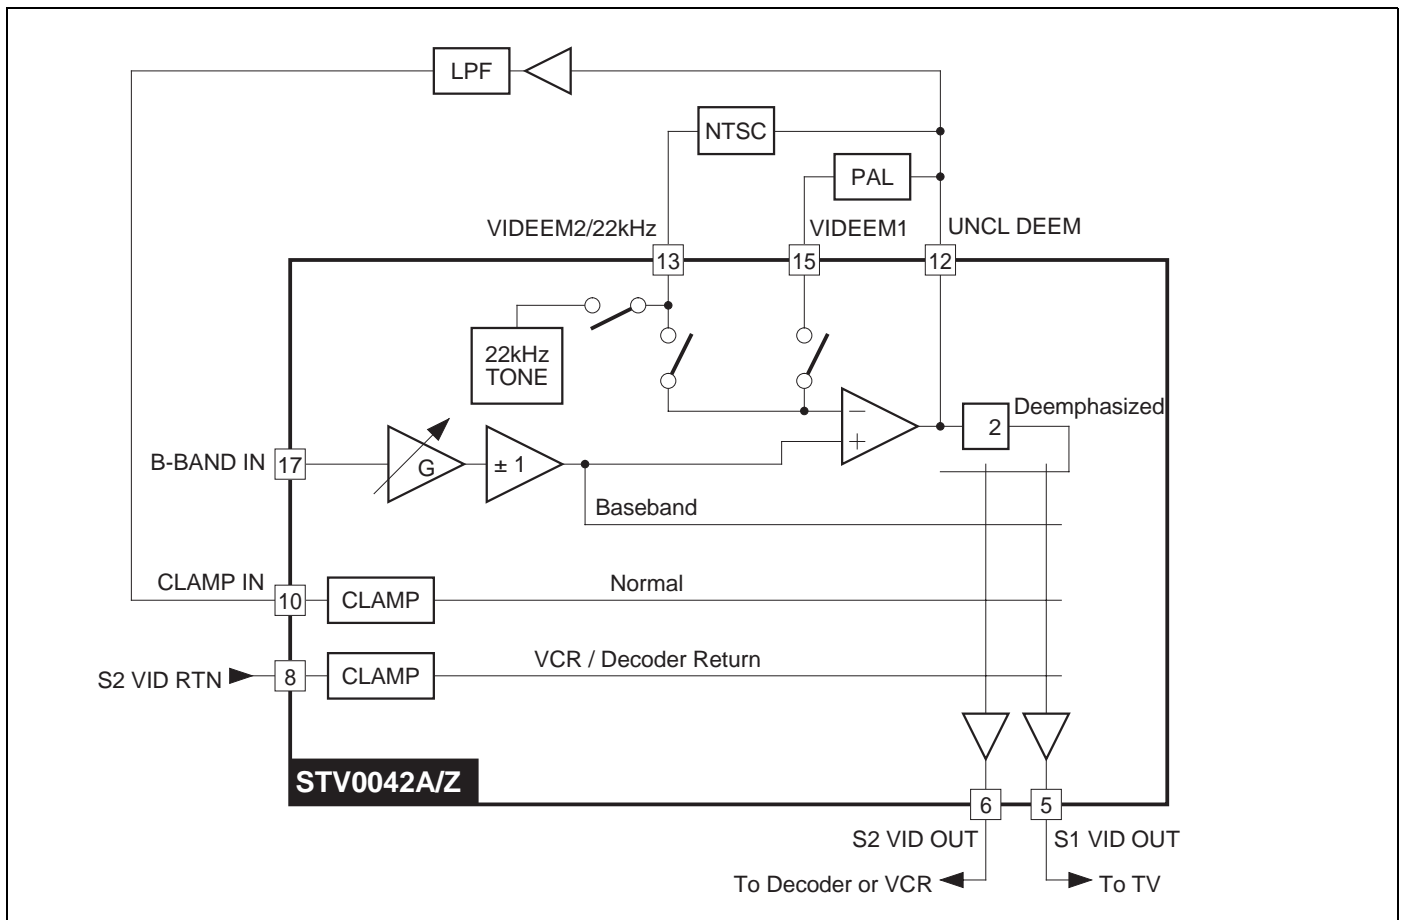 LPF
NTSC
PAL
VIDEEM2/22kHz
VIDEEM1
UNCL DEEM
13
15
12
22kHz
TONE
Deemphasized
2
B-BAND IN
17
G
± 1
−
+
Baseband
CLAMP IN
10
CLAMP
Normal
S2 VID RTN
8
CLAMP
VCR / Decoder Return
STV0042A/Z
6
5
S2 VID OUT
S1 VID OUT
To Decoder or VCR
To TV